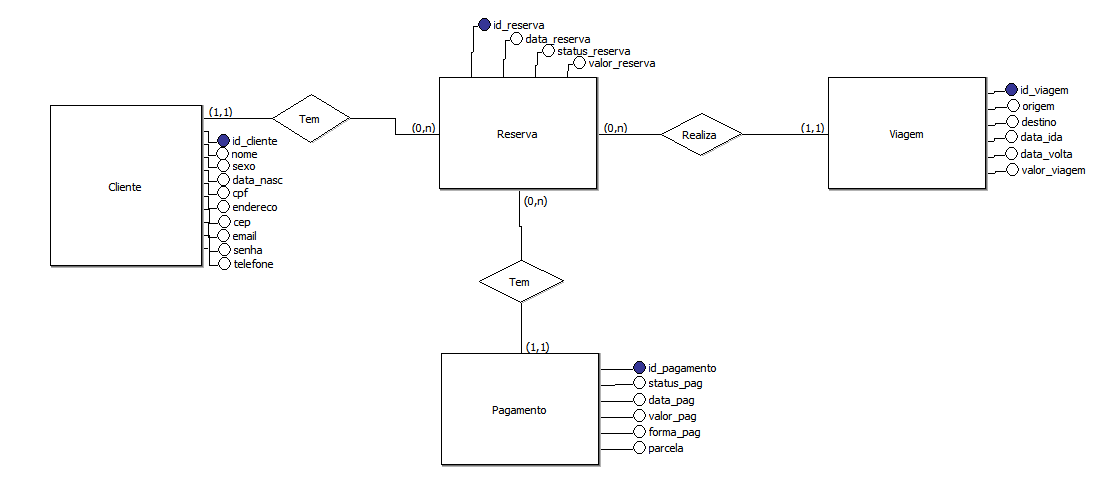 id_reserva
data_reserva
status_reserva
valor_reserva
Cliente
(1,1)
id_cliente
nome
sexo
data_nasc
cpf
endereco
cep
email
senha
telefone
Tem
(0,n)
Reserva
(0,n)
Realiza
(1,1)
Viagem
id_viagem
origem
destino
data_ida
data_volta
valor_viagem
(0,n)
Tem
(1,1)
Pagamento
id_pagamento
status_pag
data_pag
valor_pag
forma_pag
parcela